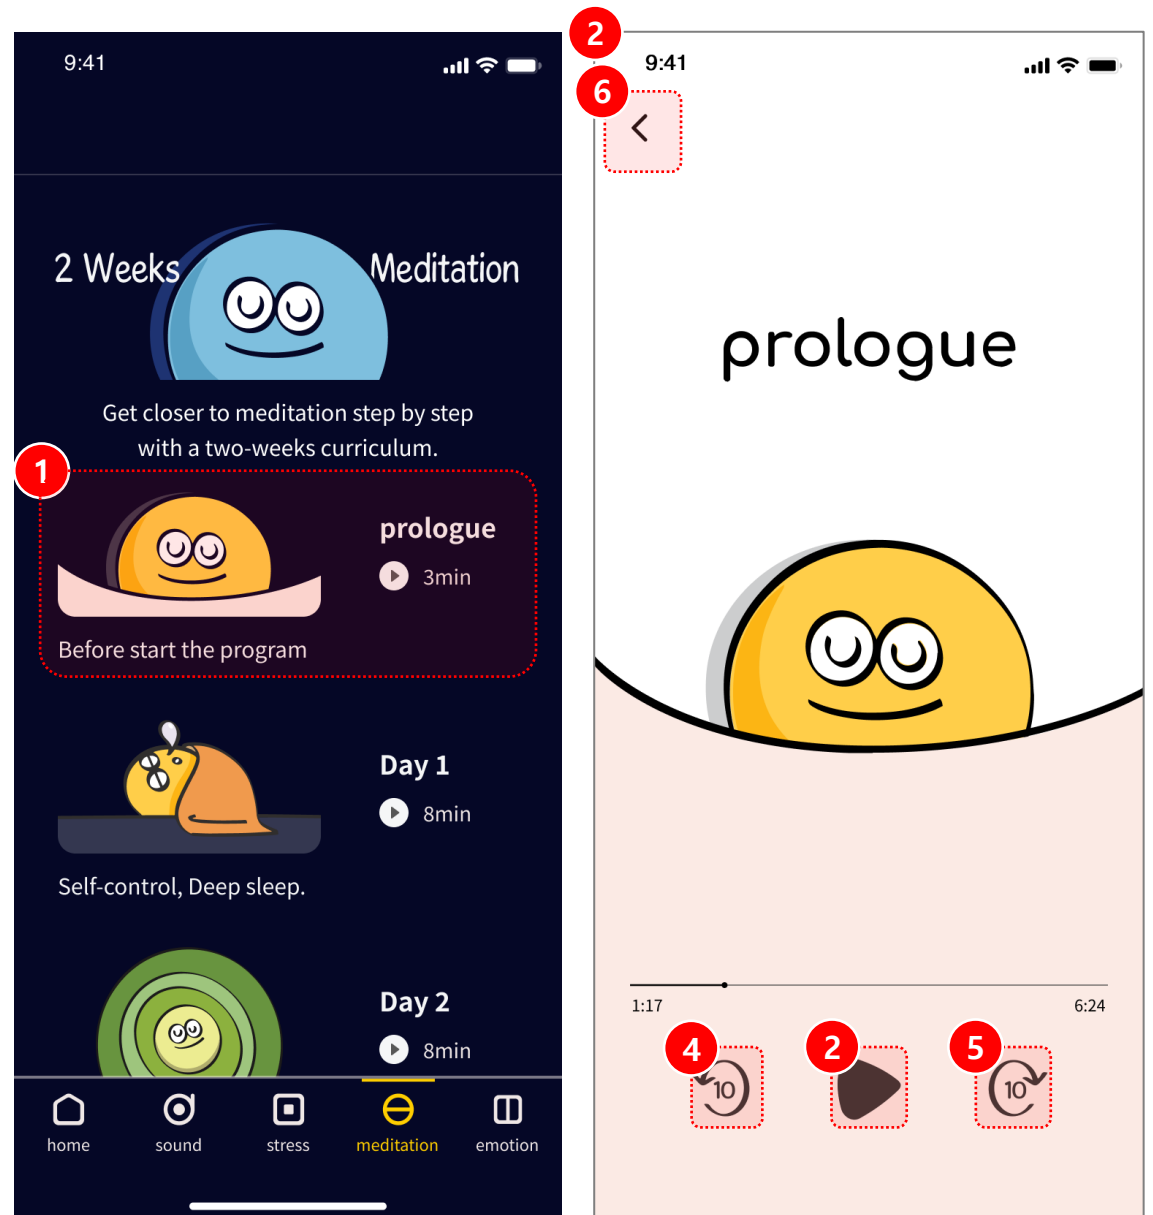 9:41
2 Weeks Meditation
Get closer to meditation step by step
with a two-weeks curriculum.
1
prologue
3min
Before start the program
Day 1
8min
Self-control, Deep sleep.
Day 2
8min
home sound stress meditation emotion
2
9:41
6
prologue
1:17 6:24
4 2 5
10 10